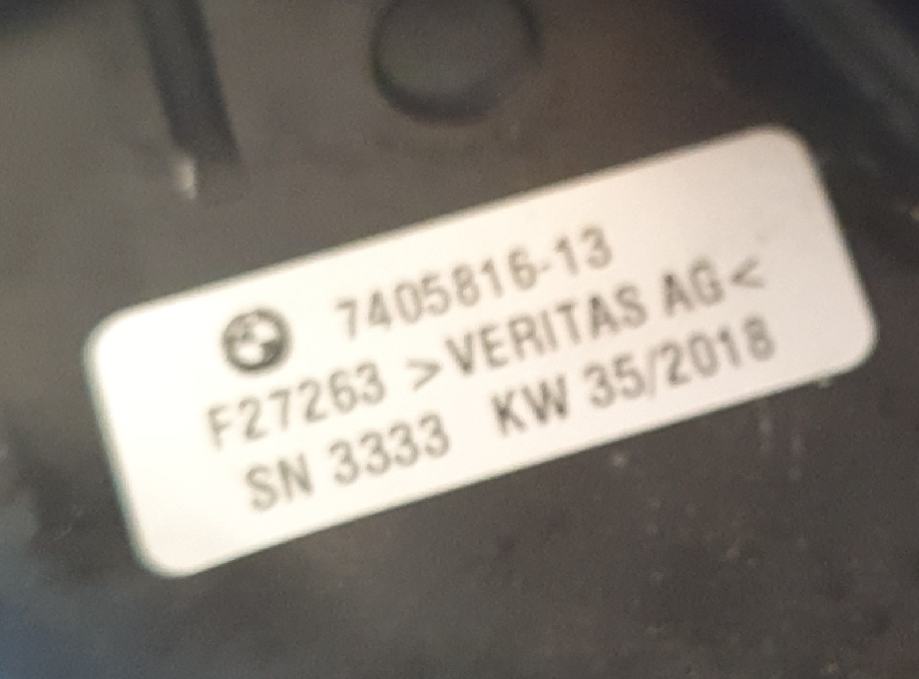 7405816-13
F27263 >VERITAS AG<
SN 3333 KW 35/2018